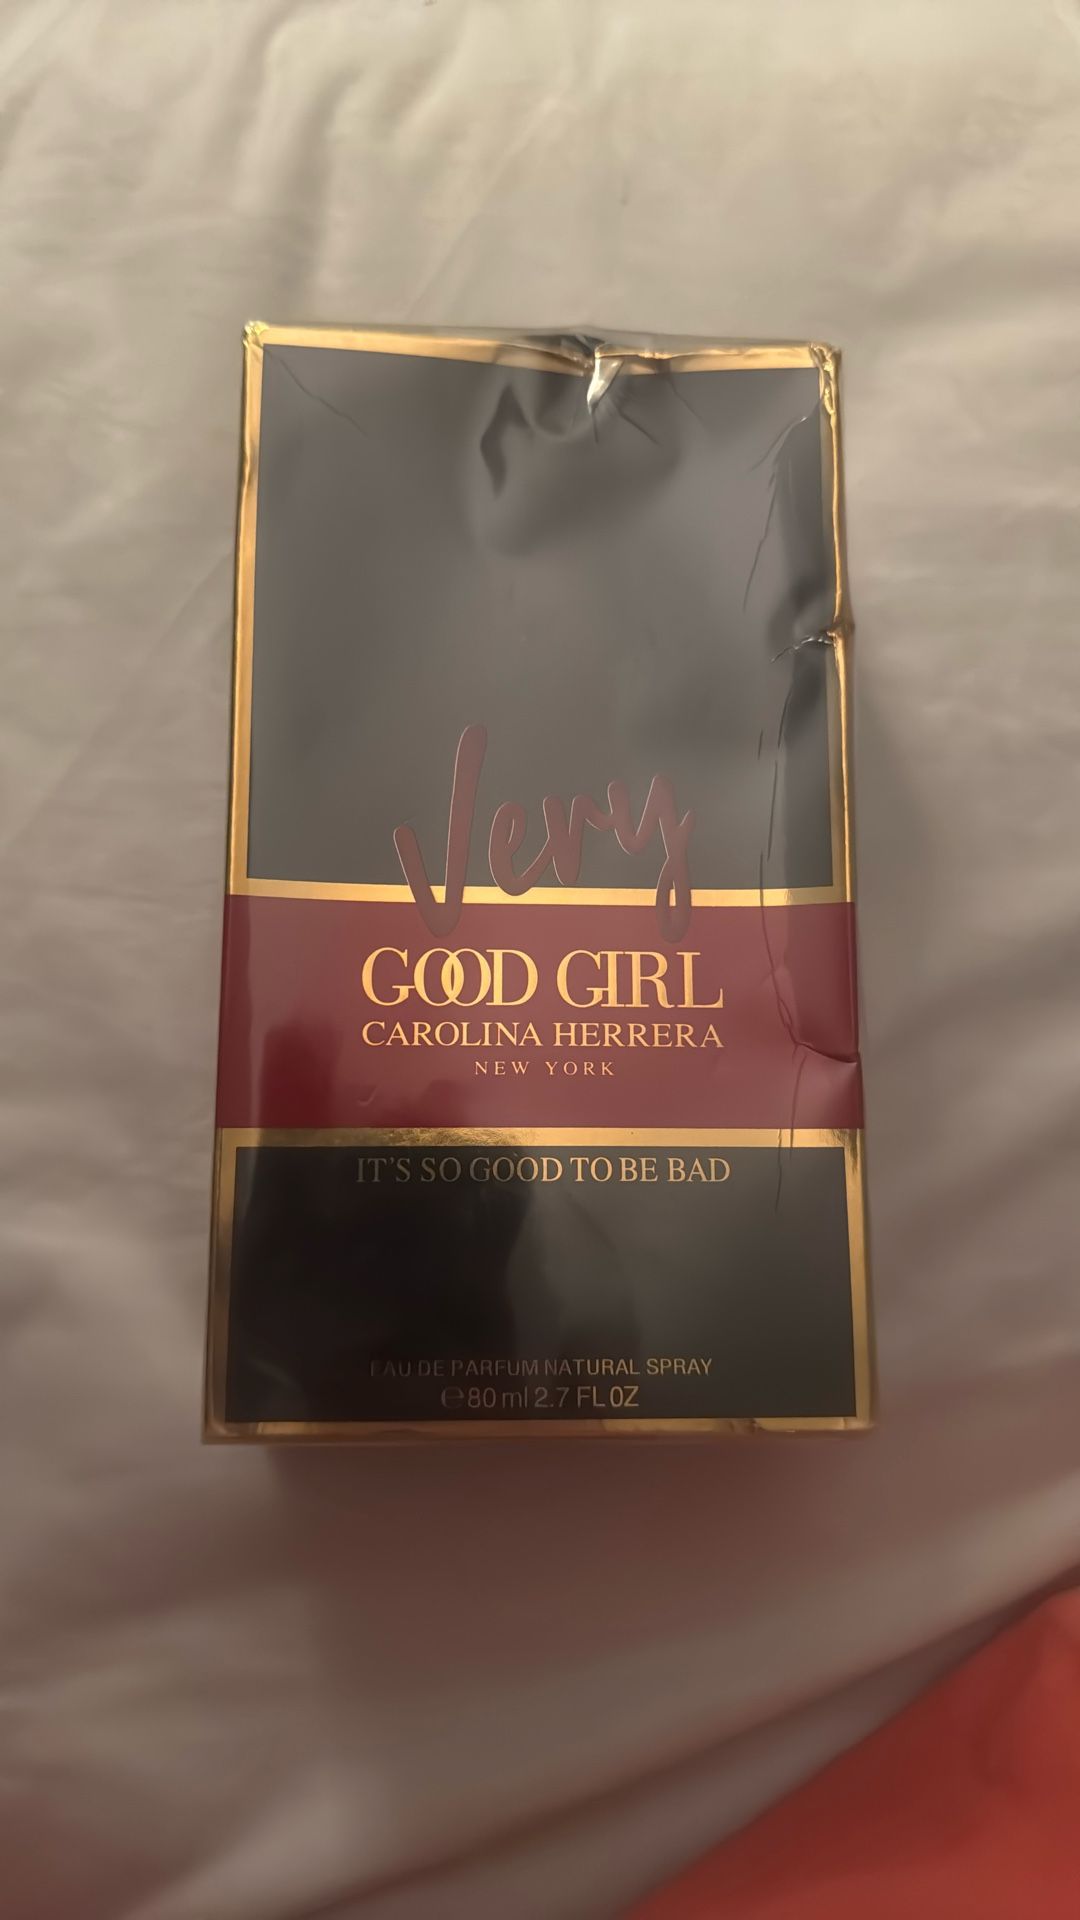 Very
GOOD GIRL
CAROLINA HERRERA
NEW YORK
IT'S SO GOOD TO BE BAD
EAU DE PARFUM NATURAL SPRAY
℮80 ml 2.7 FL OZ